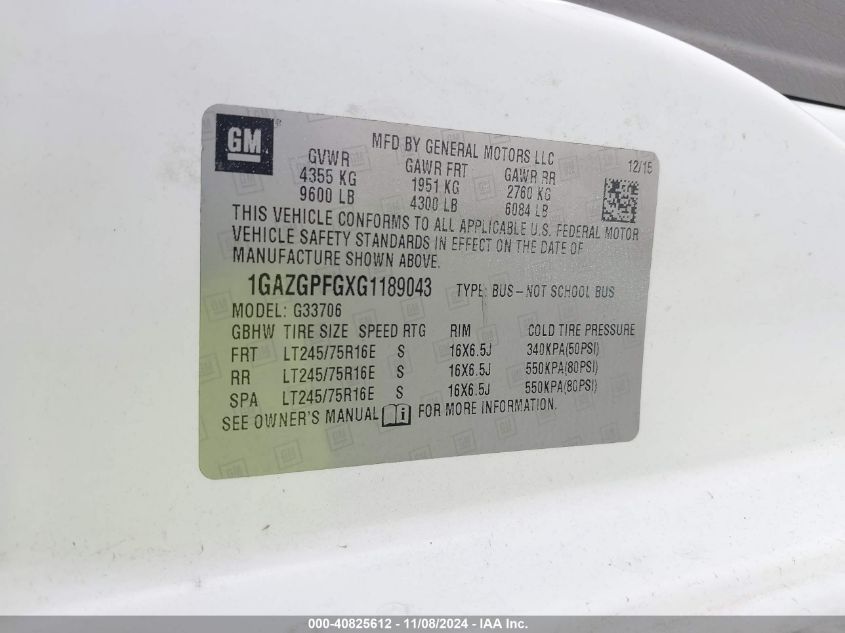 GM ®
MFD BY GENERAL MOTORS LLC 12/15
GVWR GAWR FRT GAWR RR
4355 KG 1951 KG 2760 KG
9600 LB 4300 LB 6084 LB
THIS VEHICLE CONFORMS TO ALL APPLICABLE U.S. FEDERAL MOTOR
VEHICLE SAFETY STANDARDS IN EFFECT ON THE DATE OF
MANUFACTURE SHOWN ABOVE.
1GAZGPFGXG1189043 TYPE: BUS – NOT SCHOOL BUS
MODEL: G33706
GBHW TIRE SIZE SPEED RTG RIM COLD TIRE PRESSURE
FRT LT245/75R16E S 16X6.5J 340KPA(50PSI)
RR LT245/75R16E S 16X6.5J 550KPA(80PSI)
SPA LT245/75R16E S 16X6.5J 550KPA(80PSI)
SEE OWNER'S MANUAL i FOR MORE INFORMATION.
000-40825612 - 11/08/2024 - IAA Inc.